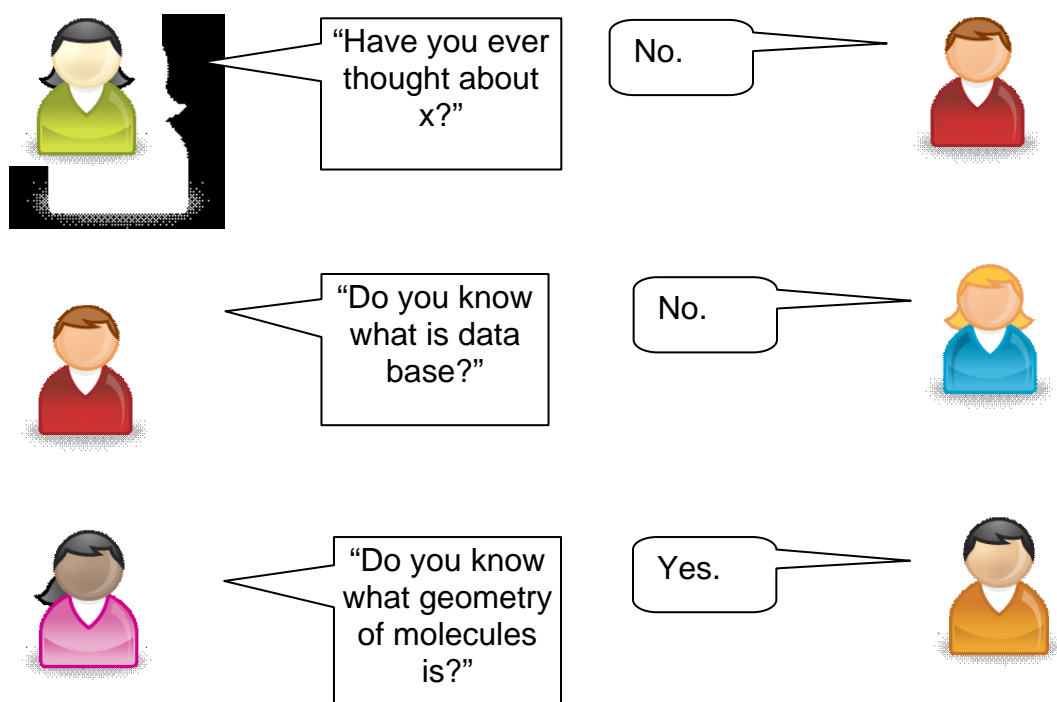 “Have you ever
thought about
x?”
No.
“Do you know
what is data
base?”
No.
“Do you know
what geometry
of molecules
is?”
Yes.